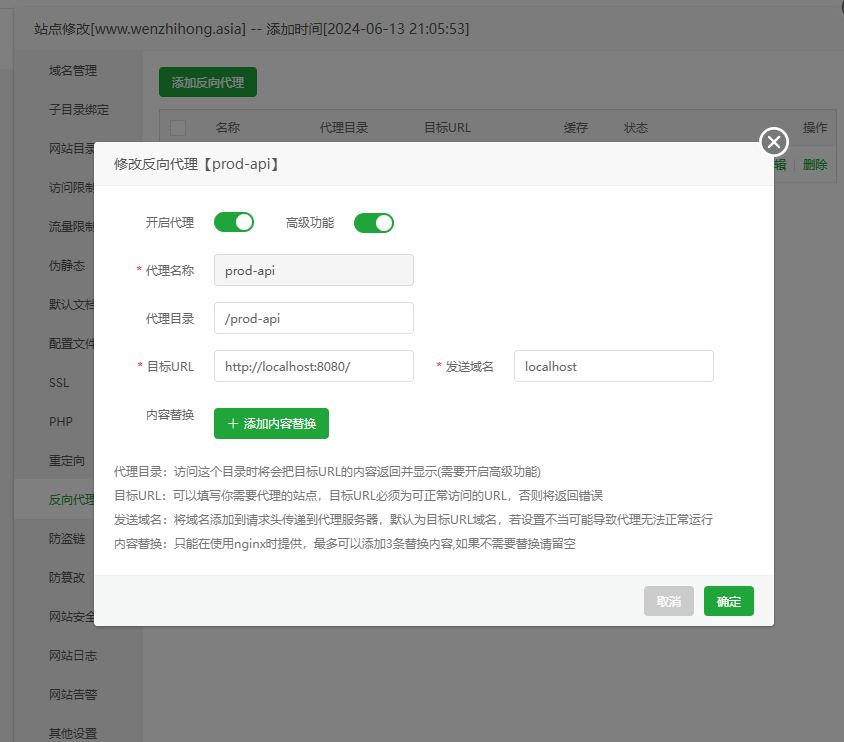 站点修改[www.wenzhihong.asia] -- 添加时间[2024-06-13 21:05:53]
域名管理
子目录绑定
网站目录
访问限制
流量限制
伪静态
默认文档
配置文件
SSL
PHP
重定向
反向代理
防盗链
防篡改
网站安全
网站日志
网站告警
其他设置
添加反向代理
名称 代理目录 目标URL 缓存 状态 操作
辑 | 删除
修改反向代理【prod-api】
开启代理 高级功能
* 代理名称 prod-api
代理目录 /prod-api
* 目标URL http://localhost:8080/ * 发送域名 localhost
内容替换 + 添加内容替换
代理目录：访问这个目录时将会把目标URL的内容返回并显示(需要开启高级功能)
目标URL：可以填写你需要代理的站点，目标URL必须为可正常访问的URL，否则将返回错误
发送域名：将域名添加到请求头传递到代理服务器，默认为目标URL域名，若设置不当可能导致代理无法正常运行
内容替换：只能在使用nginx时提供，最多可以添加3条替换内容,如果不需要替换请留空
取消 确定